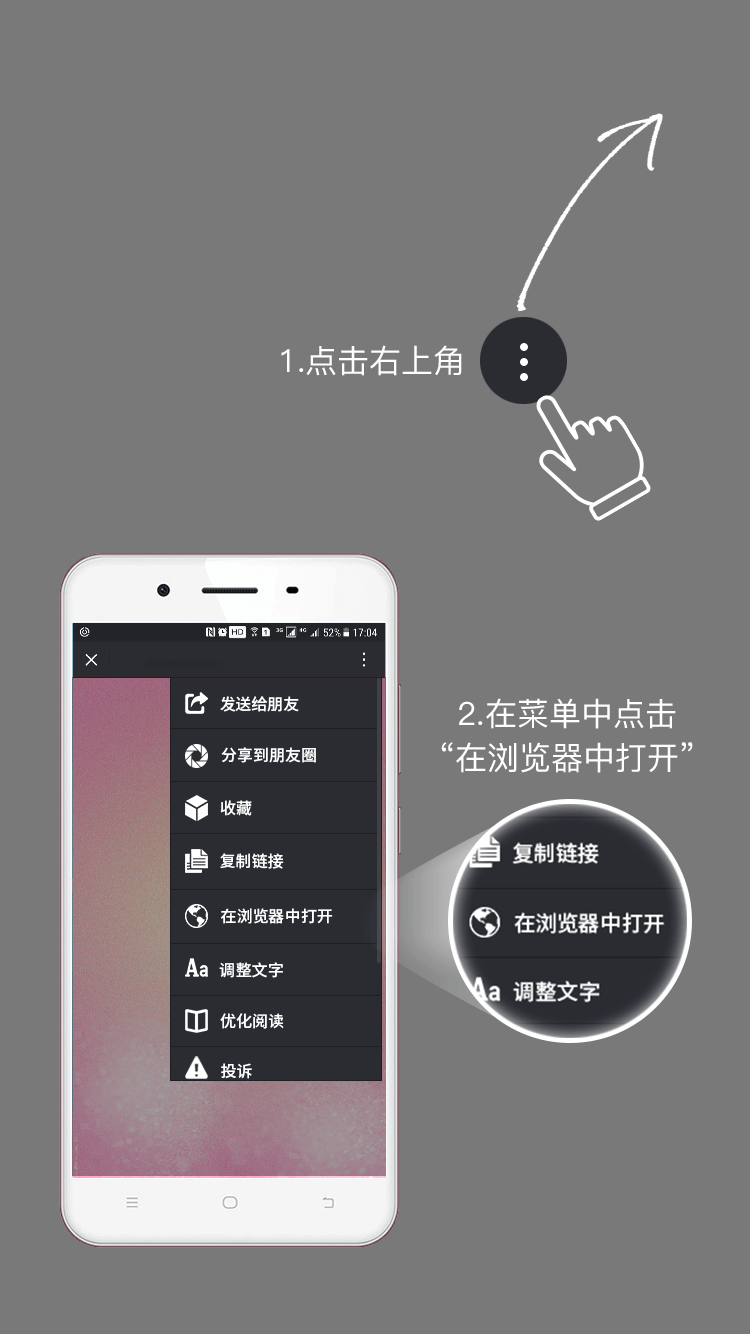 1.点击右上角
HD 3G 4G 52% 17:04
发送给朋友
分享到朋友圈
收藏
复制链接
在浏览器中打开
Aa 调整文字
优化阅读
投诉
2.在菜单中点击
“在浏览器中打开”
复制链接
在浏览器中打开
Aa 调整文字